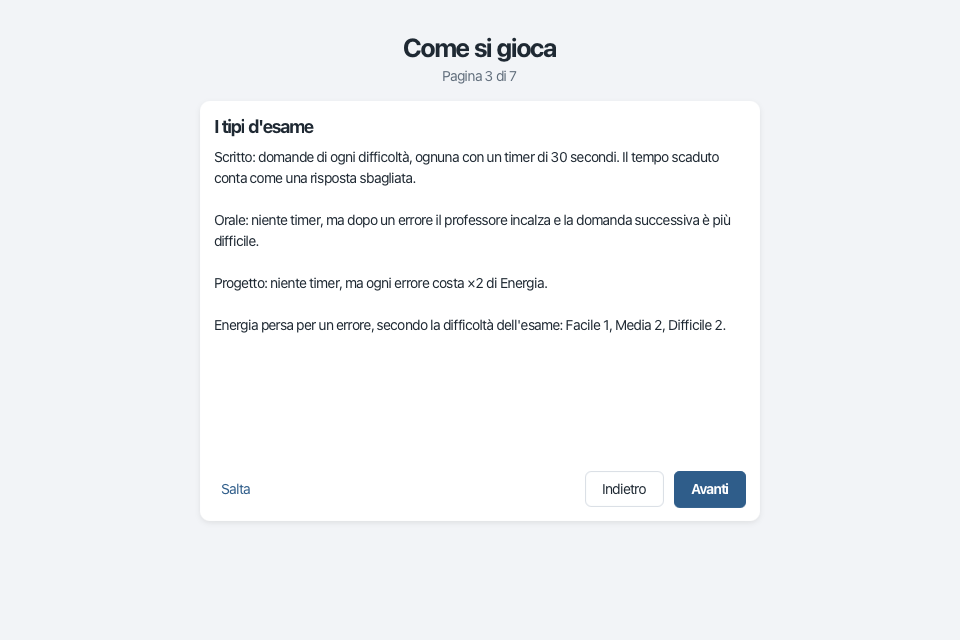 Come si gioca
Pagina 3 di 7
I tipi d'esame
Scritto: domande di ogni difficoltà, ognuna con un timer di 30 secondi. Il tempo scaduto
conta come una risposta sbagliata.
Orale: niente timer, ma dopo un errore il professore incalza e la domanda successiva è più
difficile.
Progetto: niente timer, ma ogni errore costa ×2 di Energia.
Energia persa per un errore, secondo la difficoltà dell'esame: Facile 1, Media 2, Difficile 2.
Salta
Indietro
Avanti